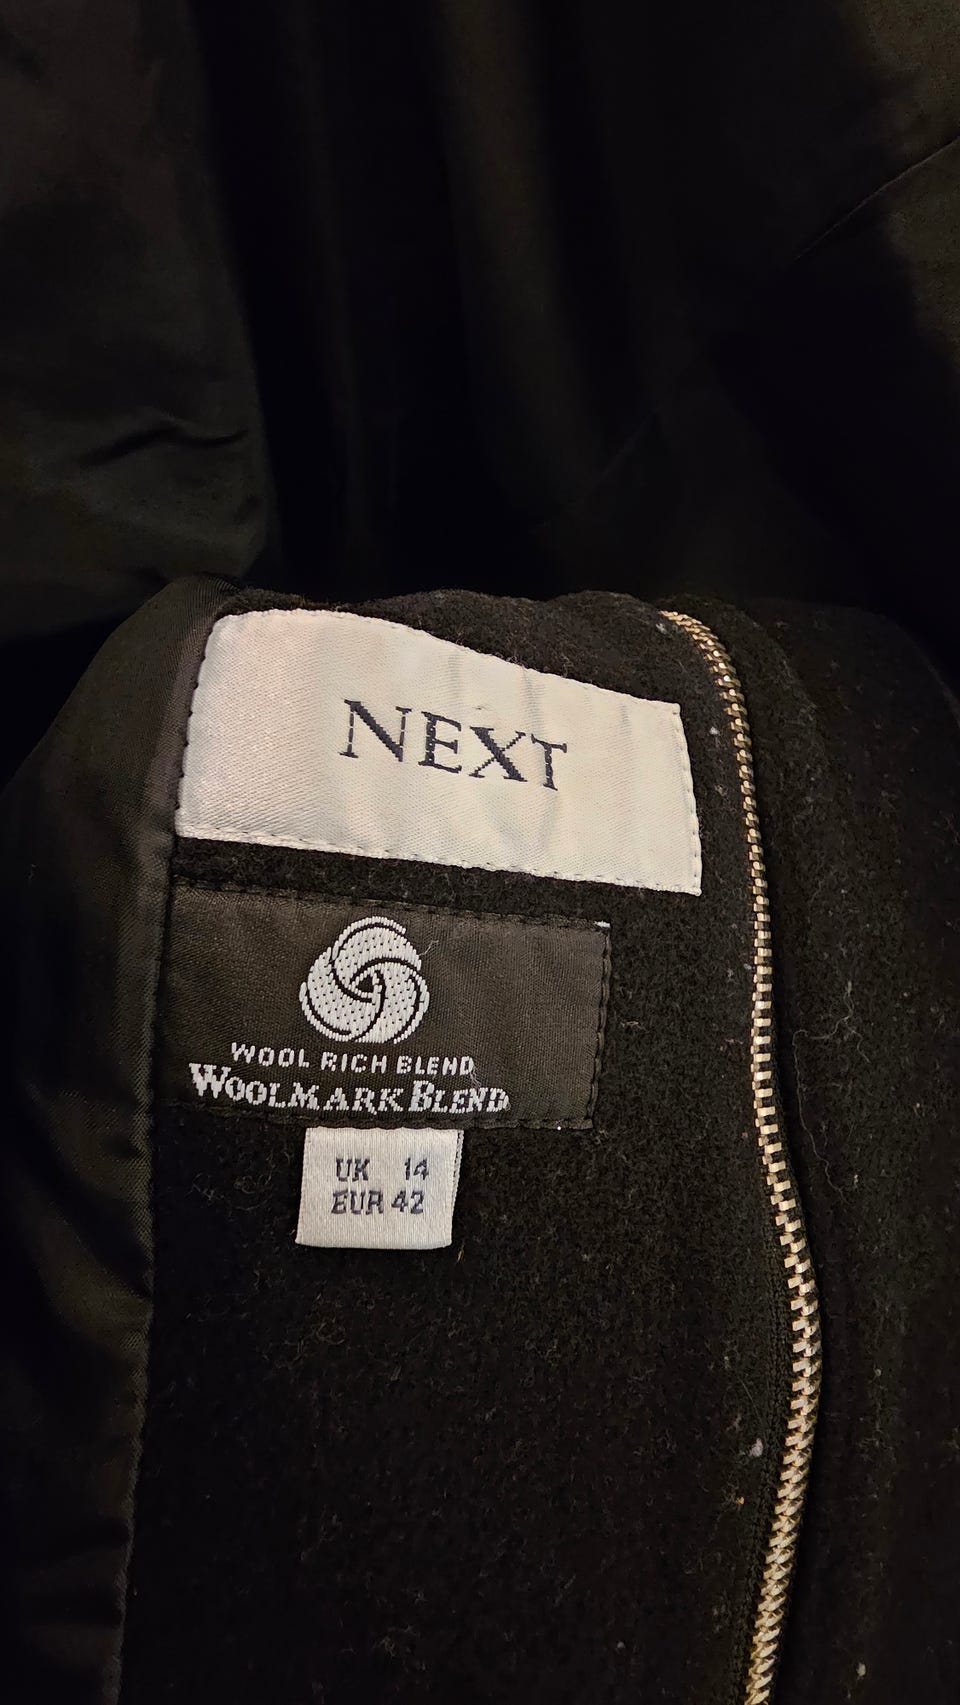 NEXT
WOOL RICH BLEND
WOOLMARK BLEND
UK 14
EUR 42